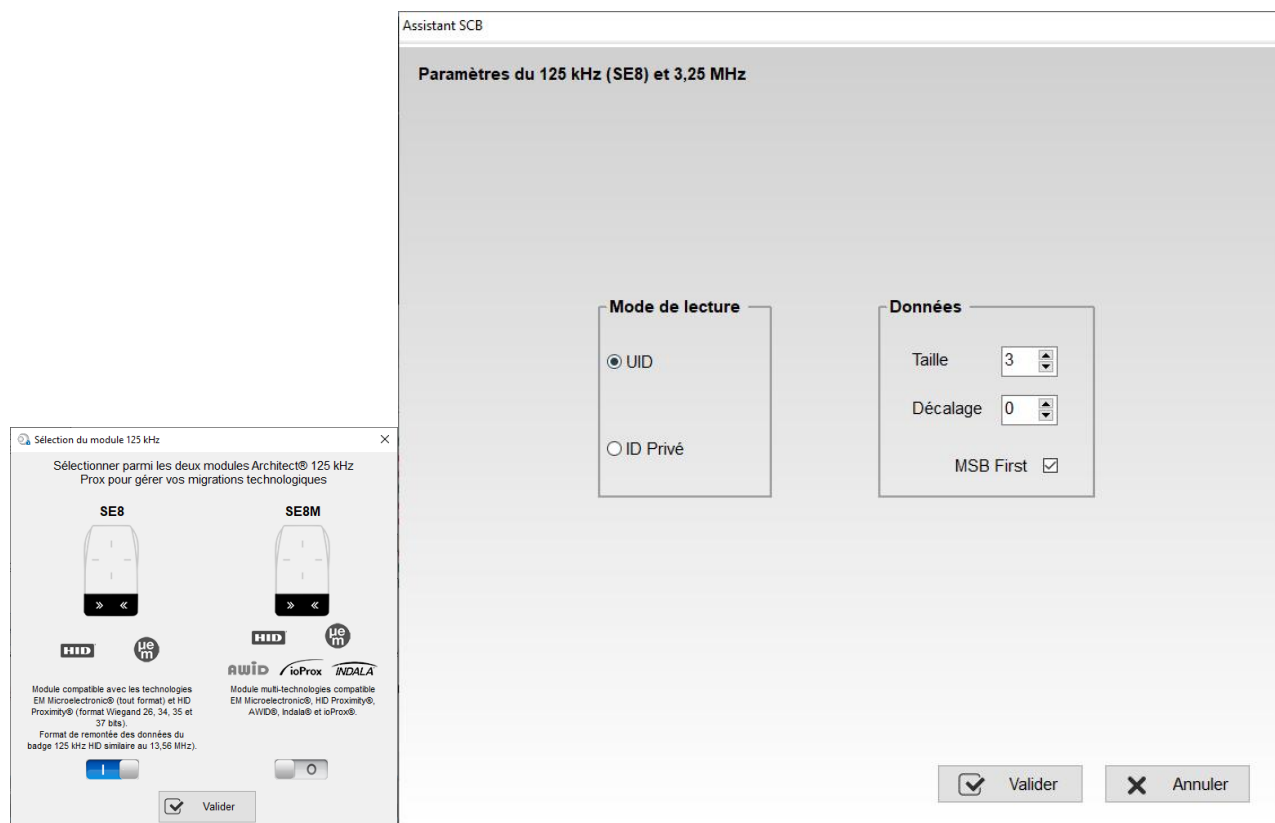 Assistant SCB
Paramètres du 125 kHz (SE8) et 3,25 MHz
Mode de lecture
UID
ID Privé
Données
Taille 3
Décalage 0
MSB First
Valider
Annuler
Sélection du module 125 kHz
Sélectionner parmi les deux modules Architect® 125 kHz
Prox pour gérer vos migrations technologiques
SE8
SE8M
HID
µem
HID
µem
AWID
ioProx
INDALA
Module compatible avec les technologies
EM Microelectronic® (tout format) et HID
Proximity® (format Wiegand 26, 34, 35 et
37 bits).
Format de remontée des données du
badge 125 kHz HID similaire au 13,56 MHz).
Module multi-technologies compatible
EM Microelectronic®, HID Proximity®,
AWID®, Indala® et ioProx®.
I
O
Valider